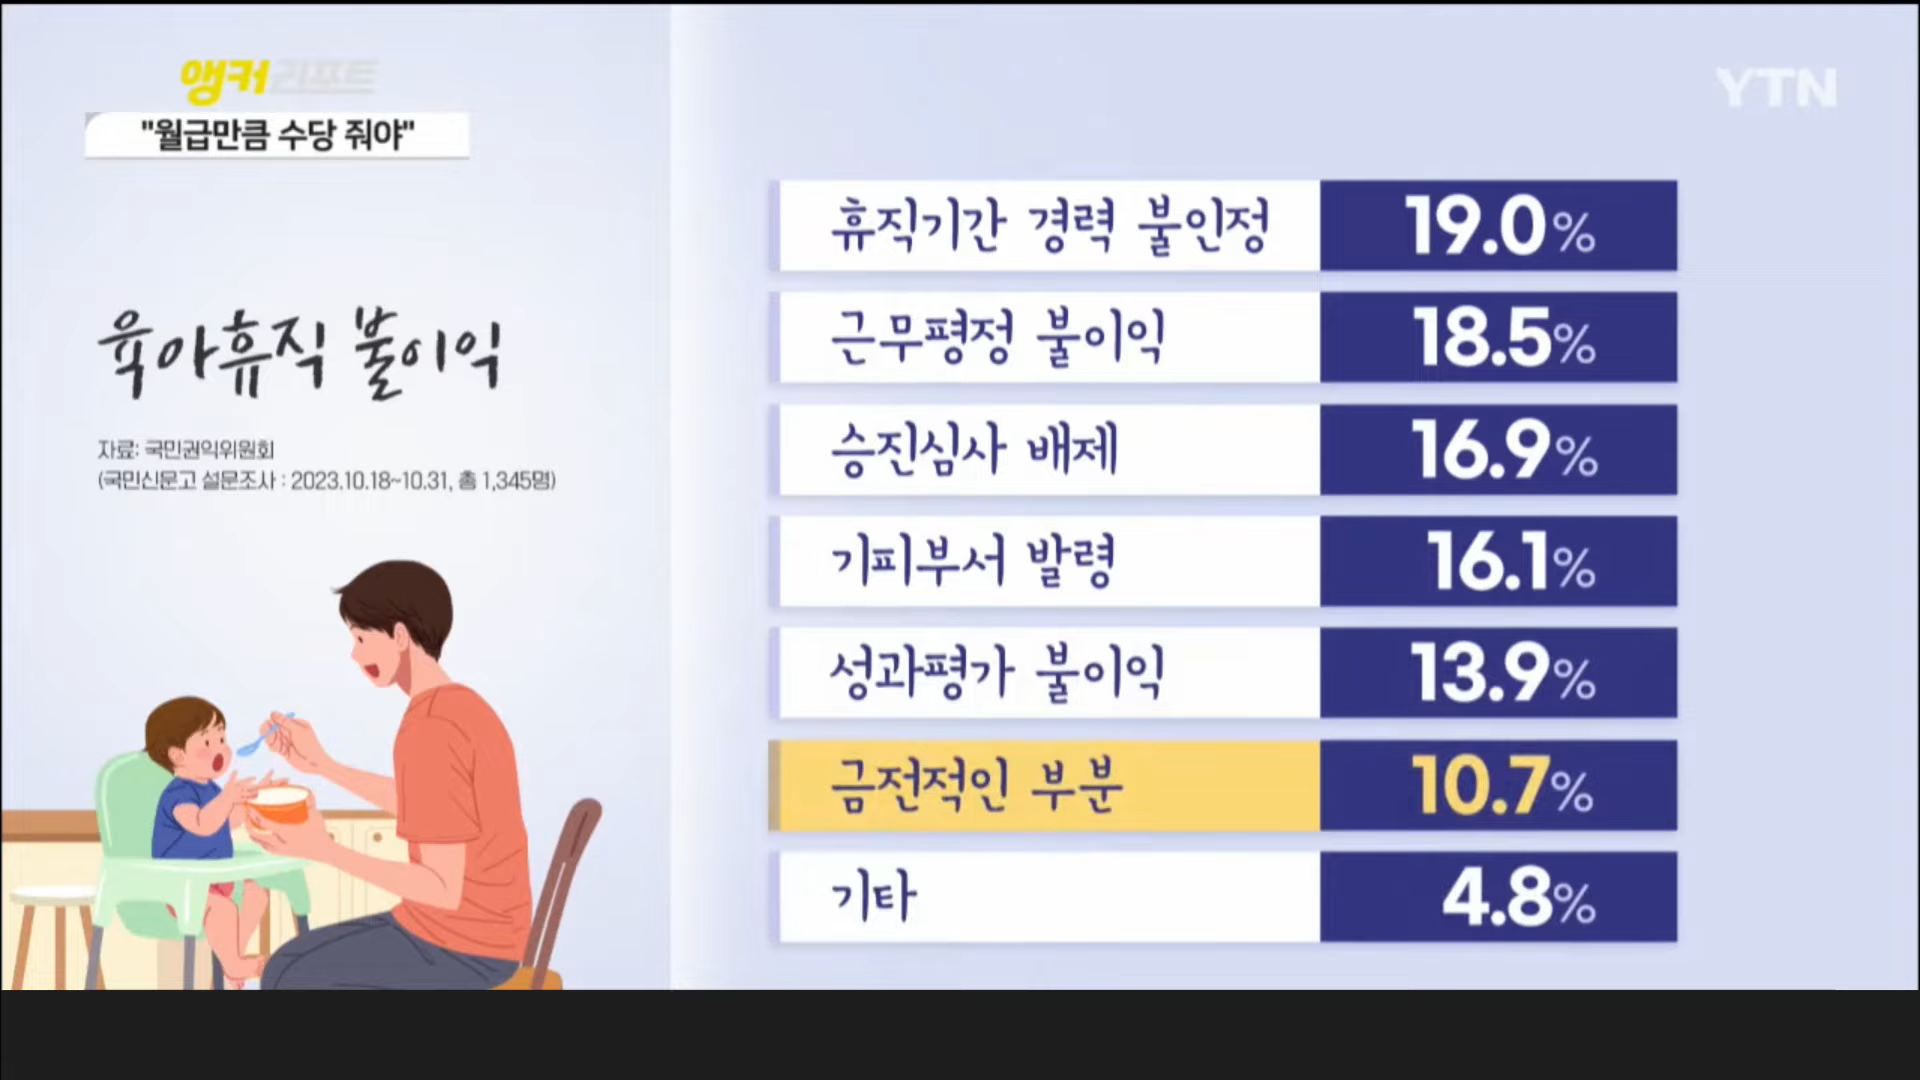 앵커리포트
"월급만큼 수당 줘야"
YTN
육아휴직 불이익
자료: 국민권익위원회
(국민신문고 설문조사 : 2023.10.18~10.31, 총 1,345명)
휴직기간 경력 불인정 19.0%
근무평정 불이익 18.5%
승진심사 배제 16.9%
기피부서 발령 16.1%
성과평가 불이익 13.9%
금전적인 부분 10.7%
기타 4.8%